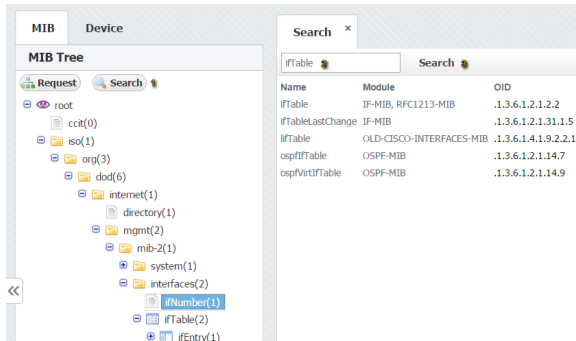 MIB Device
MIB Tree
Request Search
root
ccit(0)
iso(1)
org(3)
dod(6)
internet(1)
directory(1)
mgmt(2)
mib-2(1)
system(1)
interfaces(2)
ifNumber(1)
ifTable(2)
ifEntry(1)
Search ×
ifTable Search
Name Module OID
ifTable IF-MIB, RFC1213-MIB .1.3.6.1.2.1.2.2
ifTableLastChange IF-MIB .1.3.6.1.2.1.31.1.5
lifTable OLD-CISCO-INTERFACES-MIB .1.3.6.1.4.1.9.2.2.1
ospfIfTable OSPF-MIB .1.3.6.1.2.1.14.7
ospfVirtIfTable OSPF-MIB .1.3.6.1.2.1.14.9